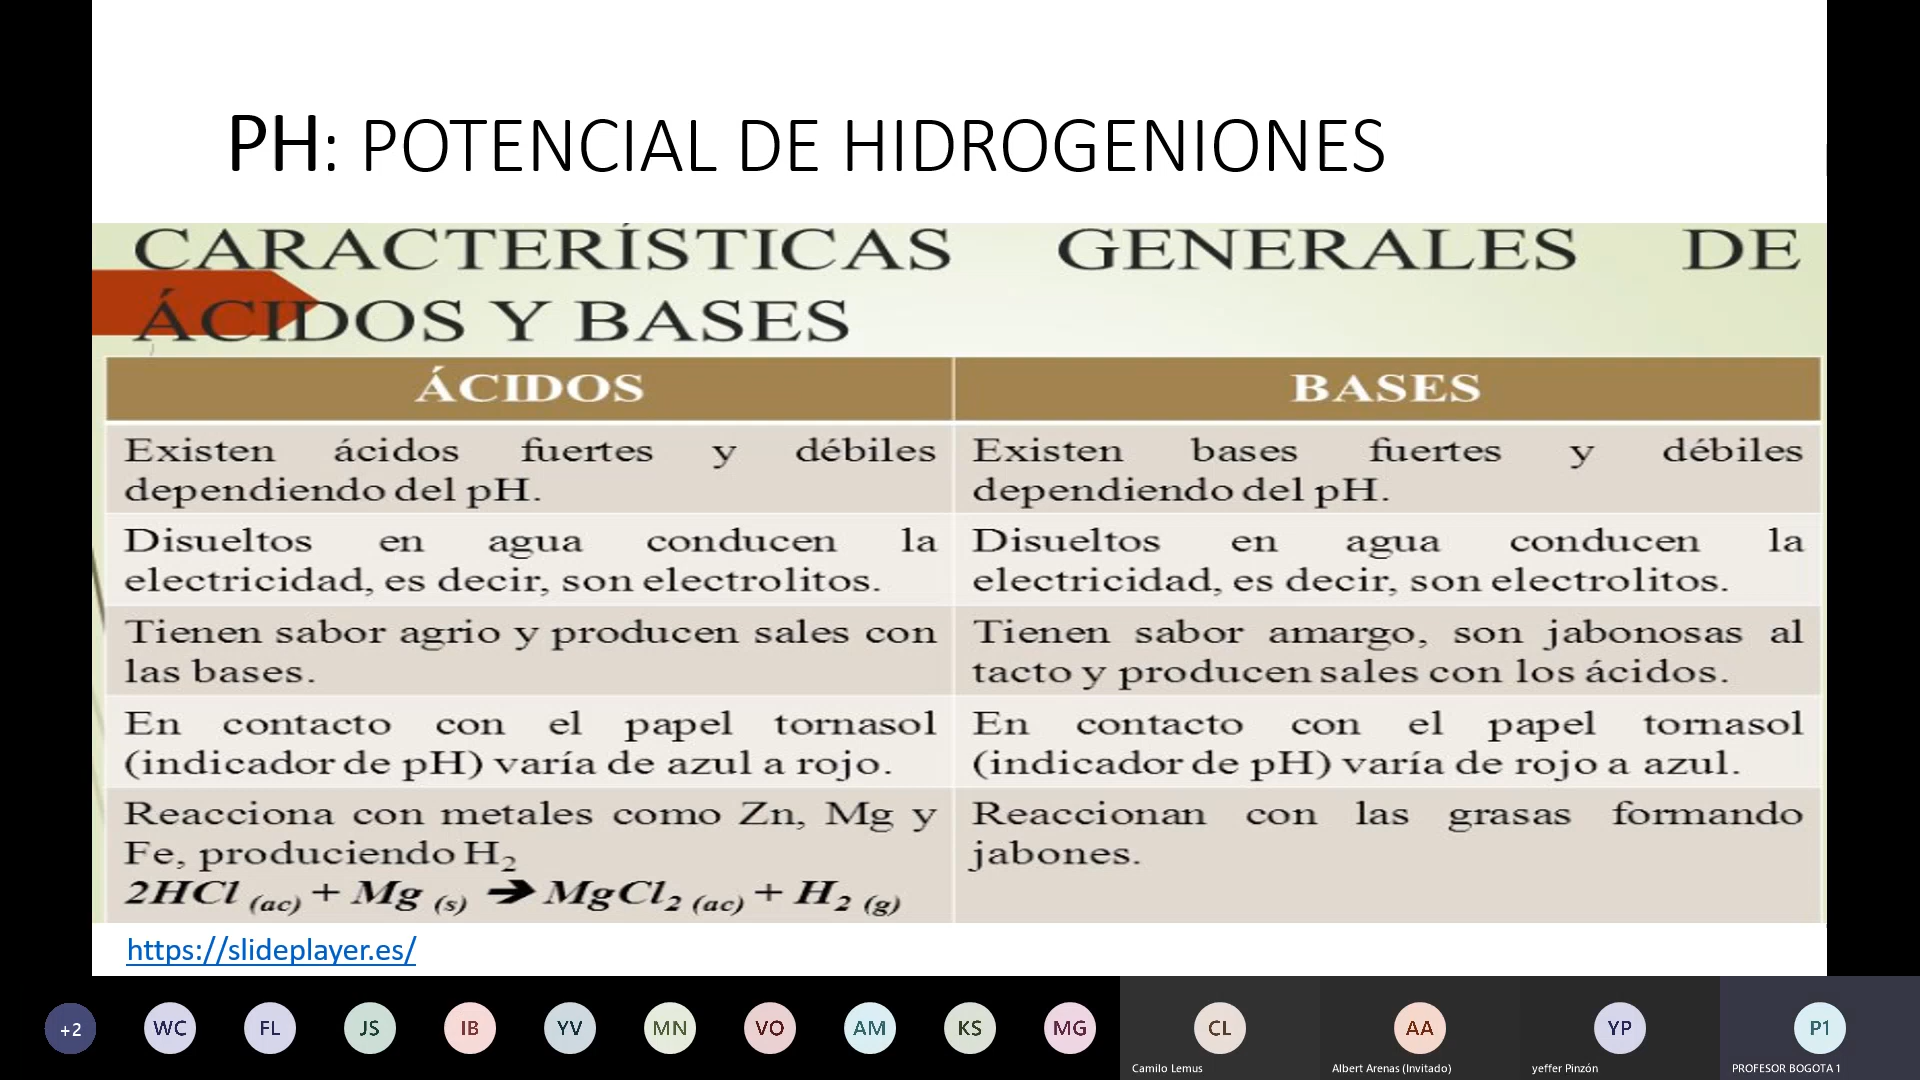 PH: POTENCIAL DE HIDROGENIONES
CARACTERÍSTICAS GENERALES DE
ÁCIDOS Y BASES
ÁCIDOS
BASES
Existen ácidos fuertes y débiles
dependiendo del pH.
Existen bases fuertes y débiles
dependiendo del pH.
Disueltos en agua conducen la
electricidad, es decir, son electrolitos.
Disueltos en agua conducen la
electricidad, es decir, son electrolitos.
Tienen sabor agrio y producen sales con
las bases.
Tienen sabor amargo, son jabonosas al
tacto y producen sales con los ácidos.
En contacto con el papel tornasol
(indicador de pH) varía de azul a rojo.
En contacto con el papel tornasol
(indicador de pH) varía de rojo a azul.
Reacciona con metales como Zn, Mg y
Fe, produciendo H₂
2HCl (ac) + Mg (s) ➔ MgCl₂ (ac) + H₂ (g)
Reaccionan con las grasas formando
jabones.
https://slideplayer.es/
+2 WC FL JS IB YV MN VO AM KS MG CL AA YP P1
Camilo Lemus
Albert Arenas (Invitado)
yeffer Pinzón
PROFESOR BOGOTA 1